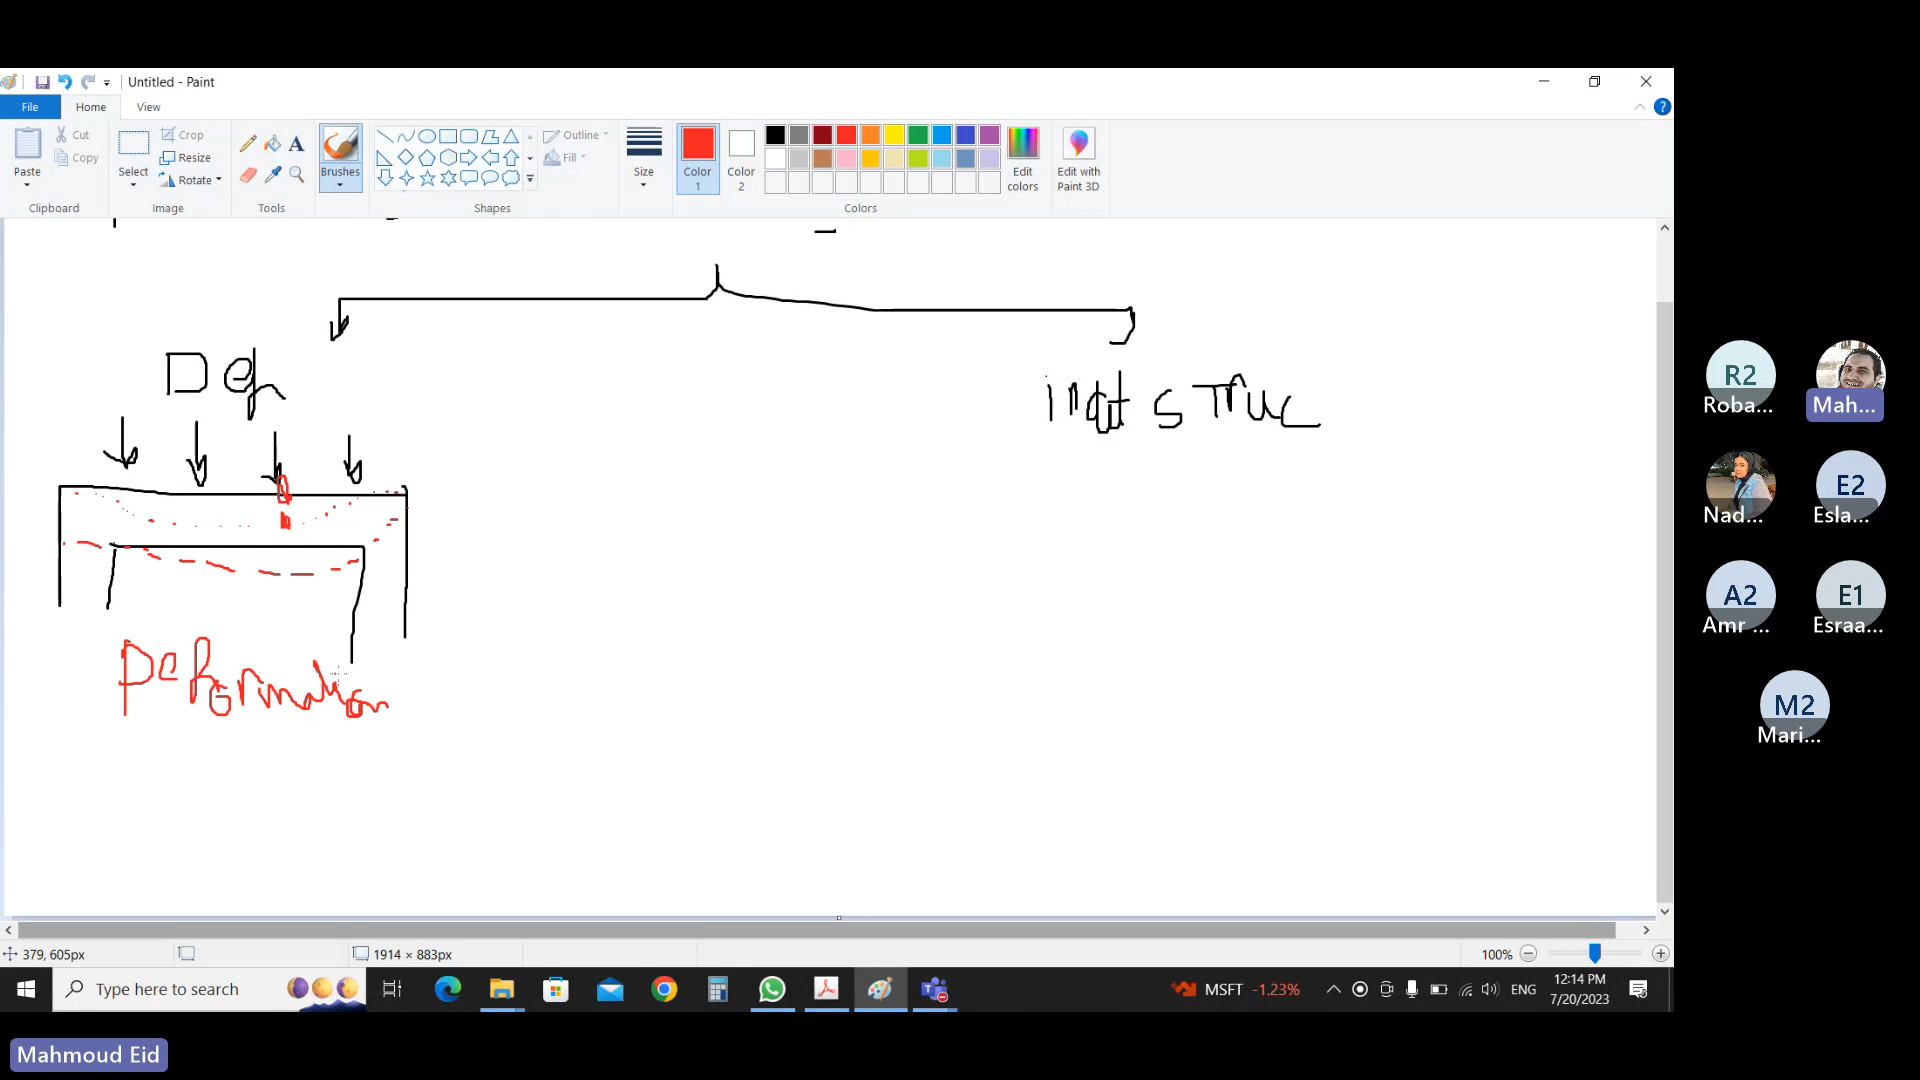 Untitled - Paint
File
Home
View
Paste
Cut
Copy
Clipboard
Select
Crop
Resize
Rotate
Image
Tools
Brushes
Shapes
Outline
Fill
Size
Color 1
Color 2
Edit colors
Edit with Paint 3D
Colors
Def
struc
Deformation
379, 605px
1914 × 883px
100%
Type here to search
MSFT -1.23%
ENG
12:14 PM
7/20/2023
R2
Roba...
Mah...
Nad...
E2
Esla...
A2
Amr ...
E1
Esraa...
M2
Mari...
Mahmoud Eid